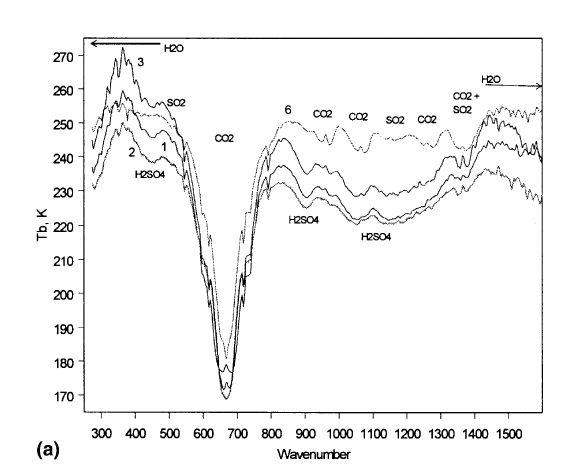 270
260
250
240
230
220
210
200
190
180
170
Tb, K
H2O
3
SO2
6
CO2
CO2
CO2
SO2
CO2
CO2 +
SO2
H2O
2
1
H2SO4
H2SO4
H2SO4
300 400 500 600 700 800 900 1000 1100 1200 1300 1400 1500
Wavenumber
(a)